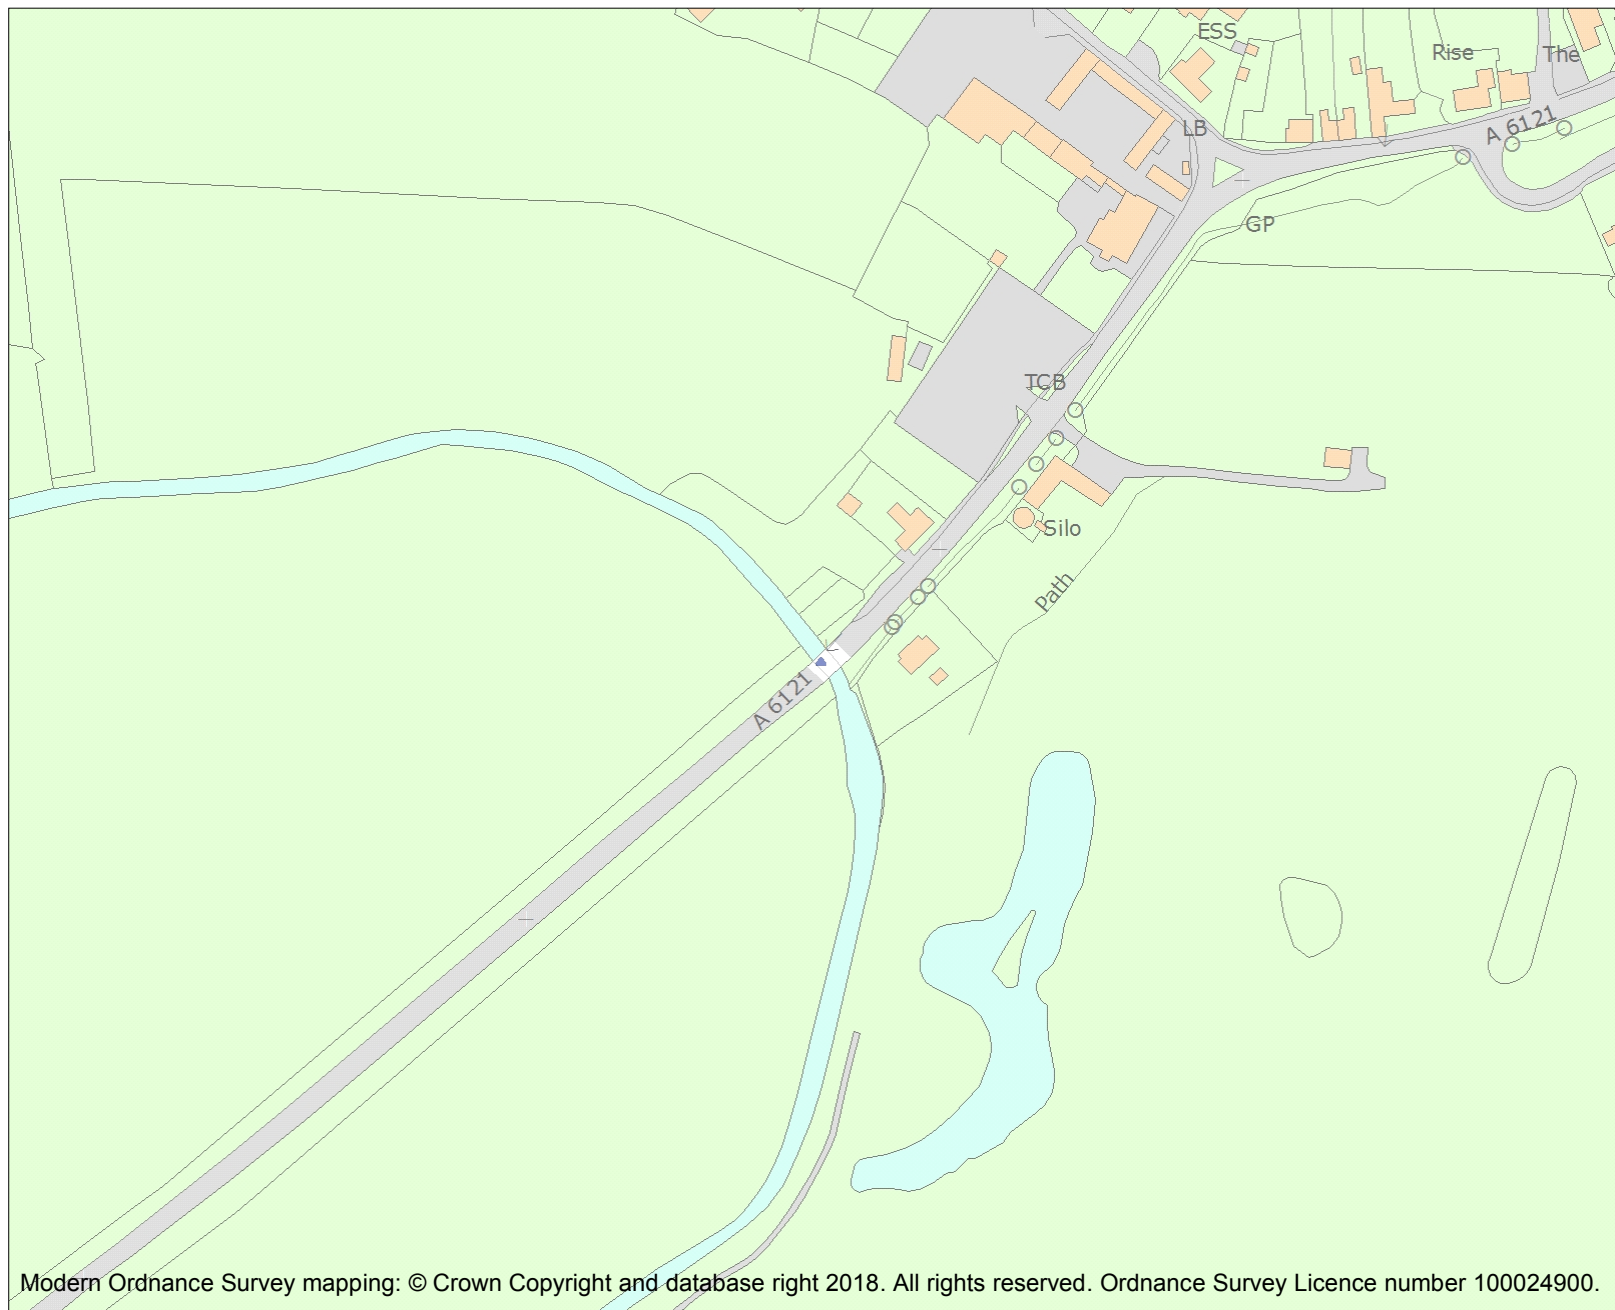 ESS
Rise
The
LB
A 6121
GP
TCB
Silo
Path
A 6121
Modern Ordnance Survey mapping: © Crown Copyright and database right 2018. All rights reserved. Ordnance Survey Licence number 100024900.